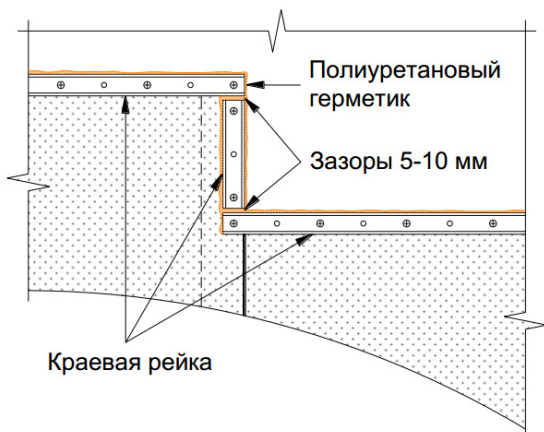 Полиуретановый
герметик
Зазоры 5-10 мм
Краевая рейка